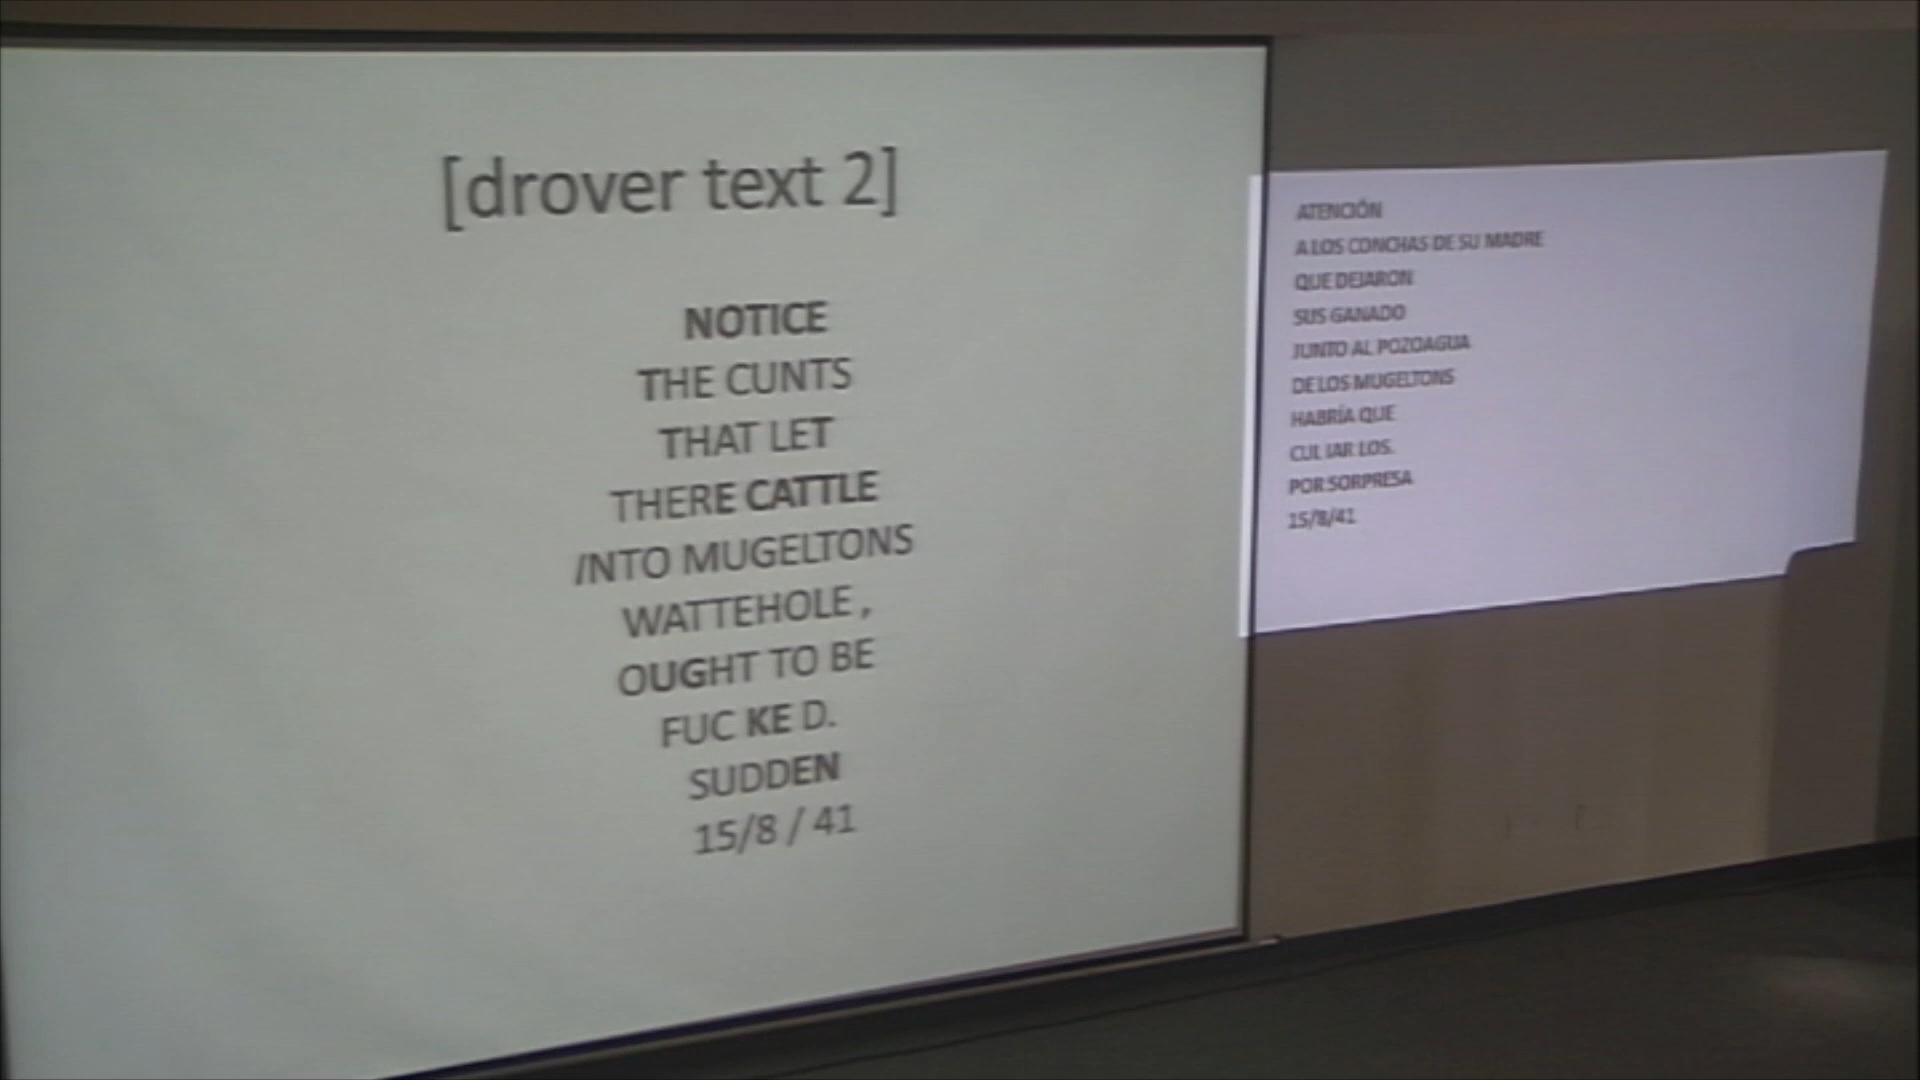 [drover text 2]
NOTICE
THE CUNTS
THAT LET
THERE CATTLE
INTO MUGELTONS
WATTEHOLE ,
OUGHT TO BE
FUC KE D.
SUDDEN
15/8 / 41
ATENCIÓN
A LOS CONCHAS DE SU MADRE
QUE DEJARON
SUS GANADO
JUNTO AL POZOAGUA
DE LOS MUGELTONS
HABRÍA QUE
CUL IAR LOS.
POR SORPRESA
15/8/41